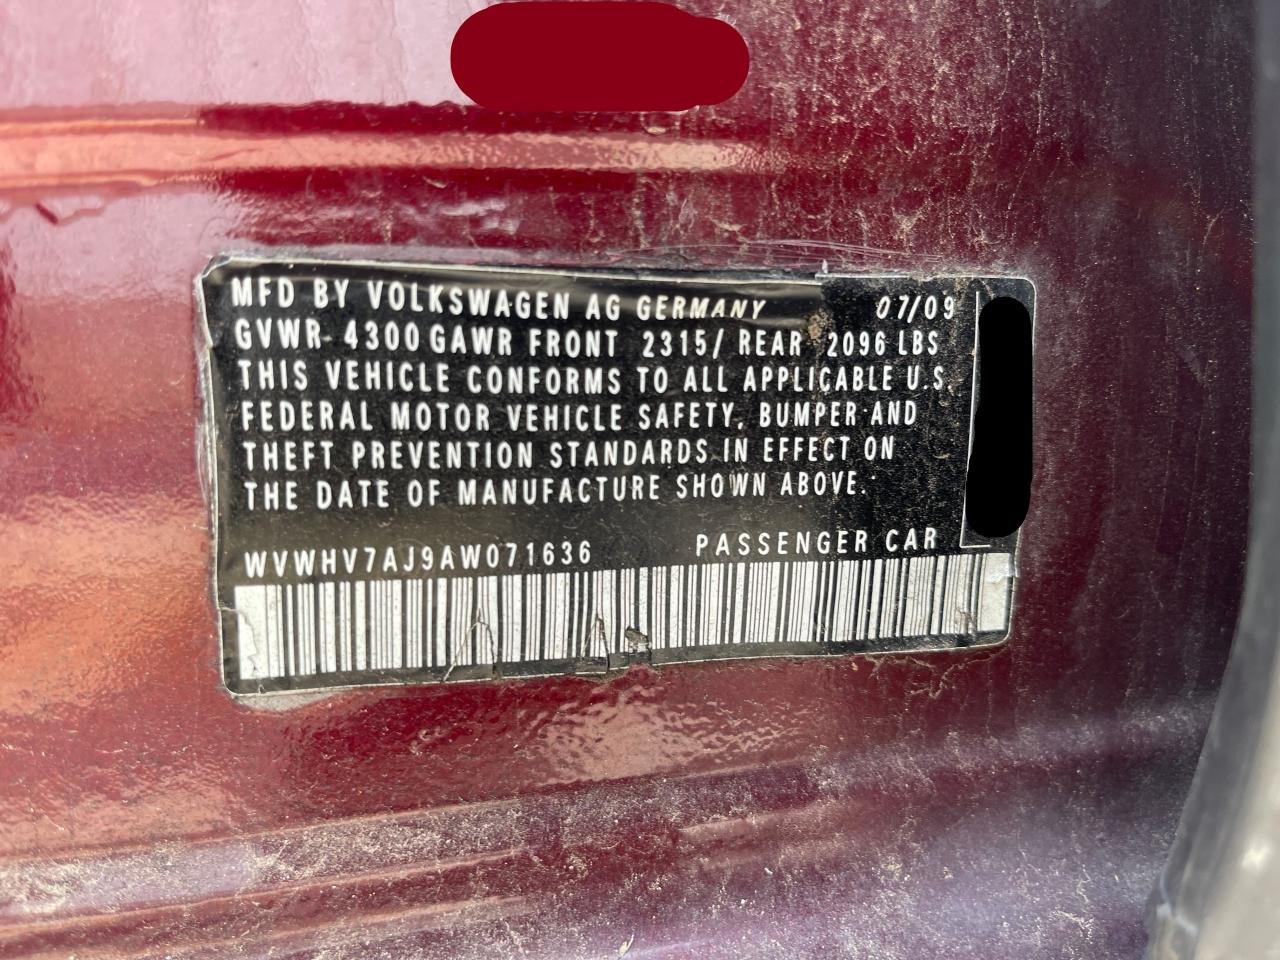 MFD BY VOLKSWAGEN AG GERMANY 07/09
GVWR 4300 GAWR FRONT 2315/ REAR 2096 LBS
THIS VEHICLE CONFORMS TO ALL APPLICABLE U.S.
FEDERAL MOTOR VEHICLE SAFETY, BUMPER AND
THEFT PREVENTION STANDARDS IN EFFECT ON
THE DATE OF MANUFACTURE SHOWN ABOVE.
WVWHV7AJ9AW071636 PASSENGER CAR